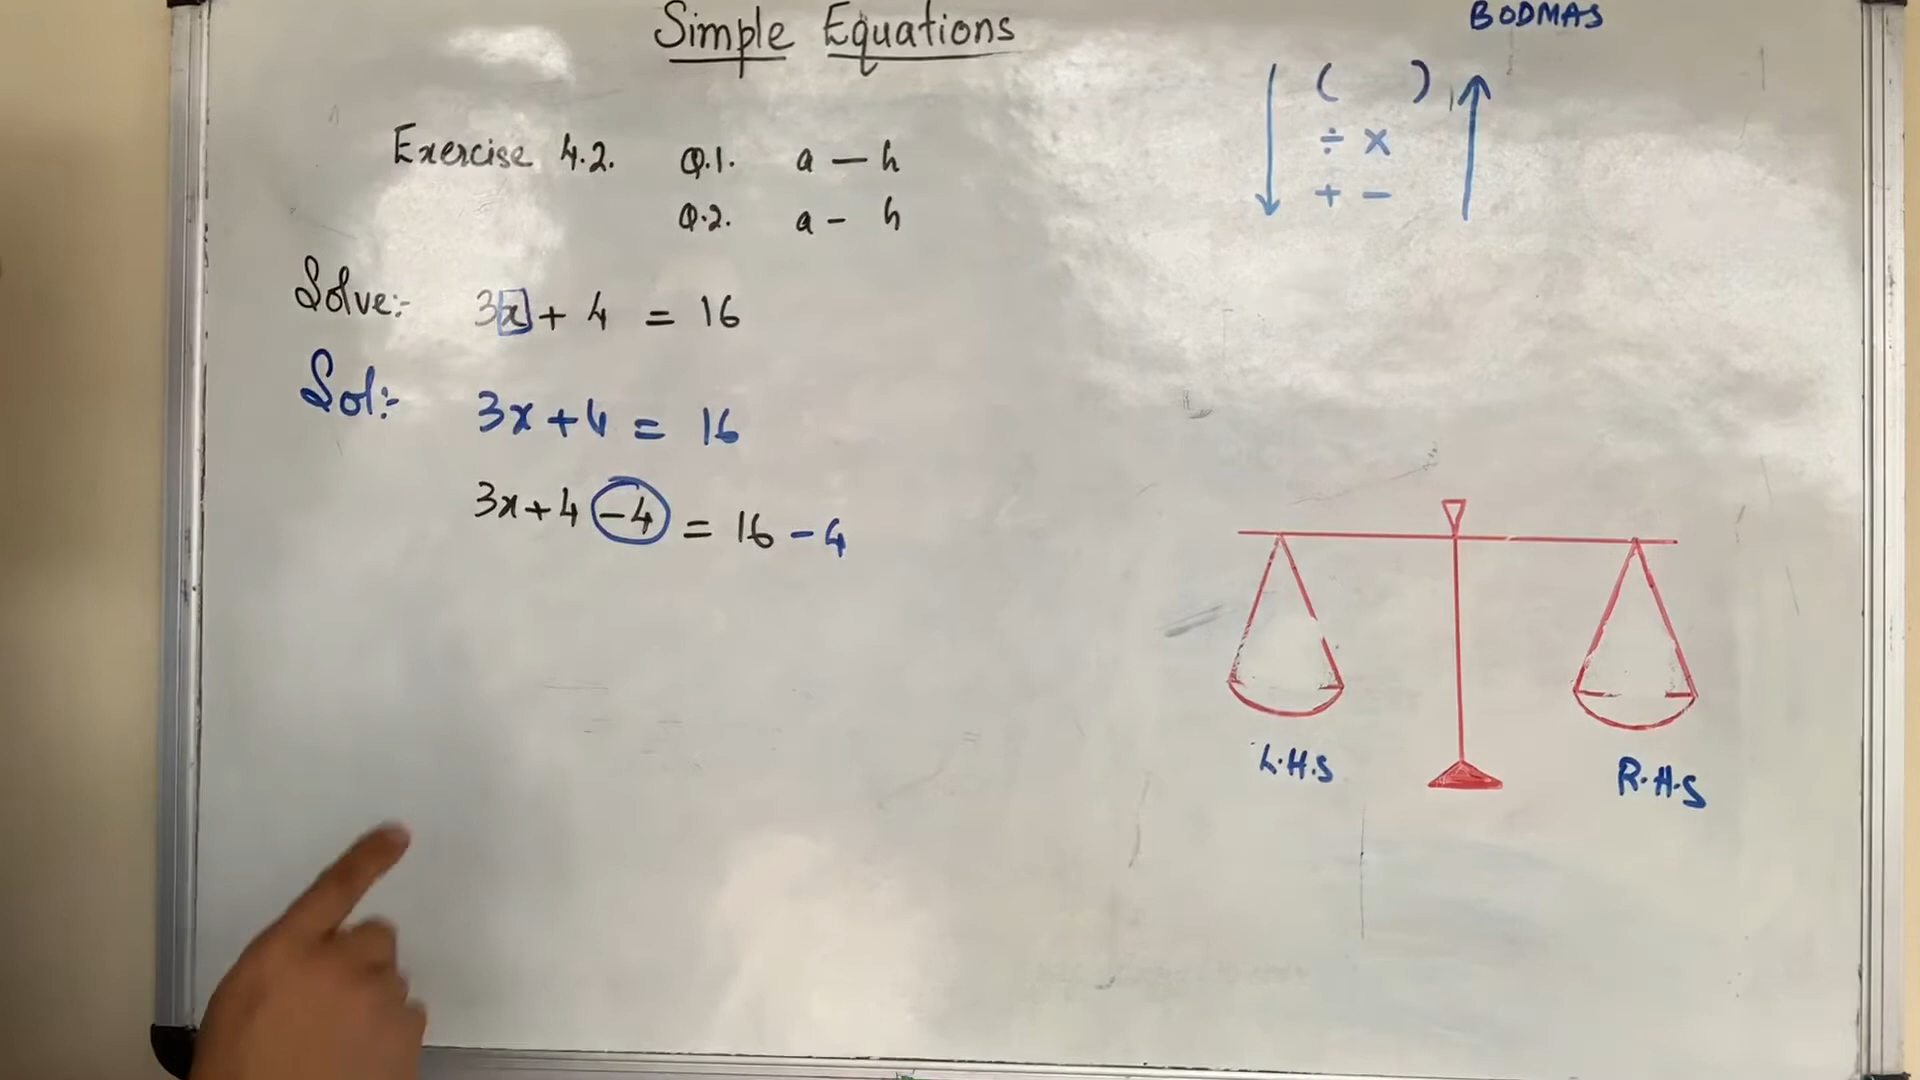 Simple Equations
BODMAS
( )
÷ ×
+ −
Exercise 4.2. Q.1. a — h
Q.2. a — h
Solve:- 3x + 4 = 16
Sol:- 3x + 4 = 16
3x + 4 − 4 = 16 − 4
L.H.S
R.H.S